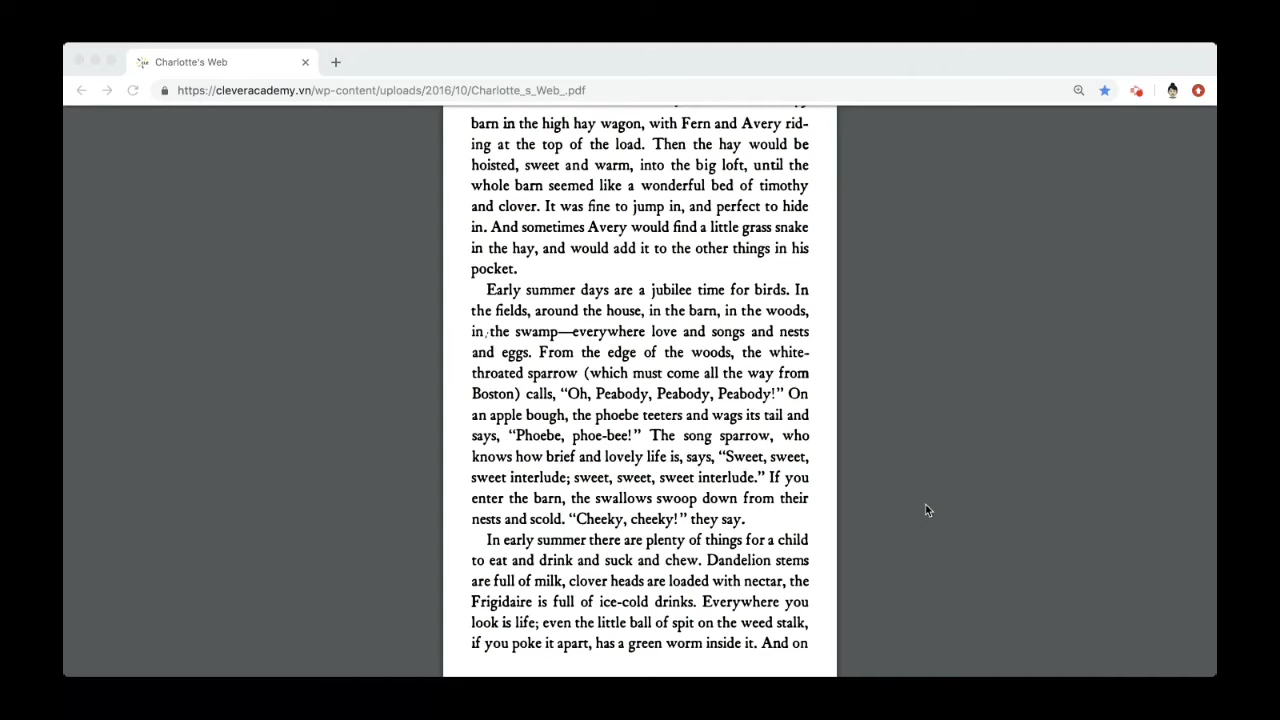 Charlotte's Web
https://cleveracademy.vn/wp-content/uploads/2016/10/Charlotte_s_Web_.pdf
barn in the high hay wagon, with Fern and Avery rid-
ing at the top of the load. Then the hay would be
hoisted, sweet and warm, into the big loft, until the
whole barn seemed like a wonderful bed of timothy
and clover. It was fine to jump in, and perfect to hide
in. And sometimes Avery would find a little grass snake
in the hay, and would add it to the other things in his
pocket.
Early summer days are a jubilee time for birds. In
the fields, around the house, in the barn, in the woods,
in the swamp—everywhere love and songs and nests
and eggs. From the edge of the woods, the white-
throated sparrow (which must come all the way from
Boston) calls, “Oh, Peabody, Peabody, Peabody!” On
an apple bough, the phoebe teeters and wags its tail and
says, “Phoebe, phoe-bee!” The song sparrow, who
knows how brief and lovely life is, says, “Sweet, sweet,
sweet interlude; sweet, sweet, sweet interlude.” If you
enter the barn, the swallows swoop down from their
nests and scold. “Cheeky, cheeky!” they say.
In early summer there are plenty of things for a child
to eat and drink and suck and chew. Dandelion stems
are full of milk, clover heads are loaded with nectar, the
Frigidaire is full of ice-cold drinks. Everywhere you
look is life; even the little ball of spit on the weed stalk,
if you poke it apart, has a green worm inside it. And on